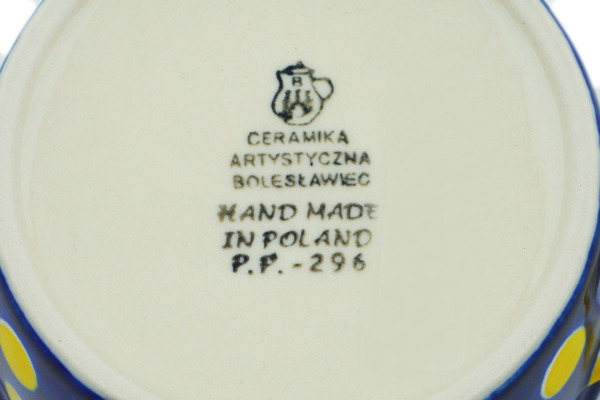 B
CERAMIKA
ARTYSTYCZNA
BOLESŁAWIEC
HAND MADE
IN POLAND
P.P.-296